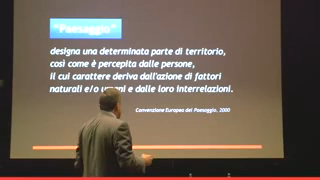 "Paesaggio"
designa una determinata parte di territorio,
così come è percepita dalle persone,
il cui carattere deriva dall'azione di fattori
naturali e/o umani e dalle loro interrelazioni.
Convenzione Europea del Paesaggio, 2000